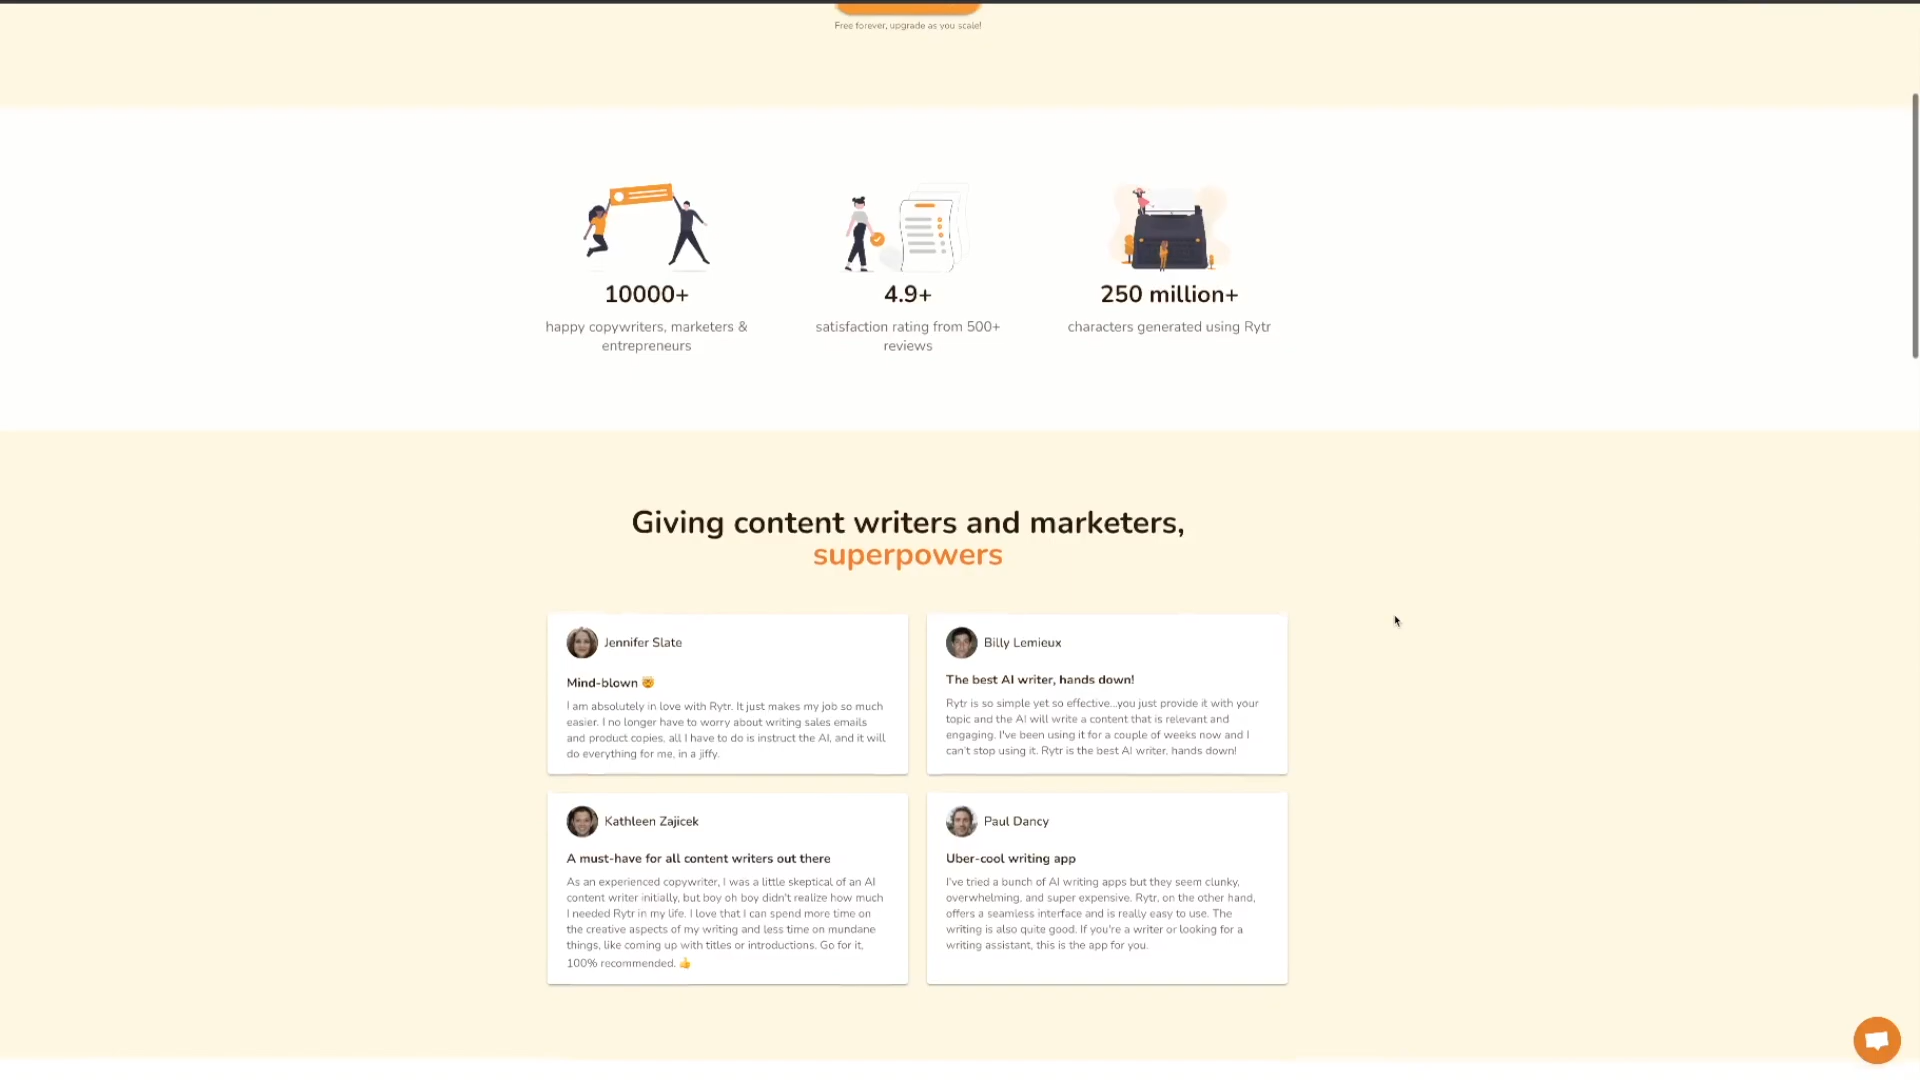 Free forever, upgrade as you scale!
10000+
happy copywriters, marketers &
entrepreneurs
4.9+
satisfaction rating from 500+
reviews
250 million+
characters generated using Rytr
Giving content writers and marketers,
superpowers
Jennifer Slate
Mind-blown 🤯
I am absolutely in love with Rytr. It just makes my job so much
easier. I no longer have to worry about writing sales emails
and product copies, all I have to do is instruct the AI, and it will
do everything for me, in a jiffy.
Billy Lemieux
The best AI writer, hands down!
Rytr is so simple yet so effective...you just provide it with your
topic and the AI will write a content that is relevant and
engaging. I've been using it for a couple of weeks now and I
can't stop using it. Rytr is the best AI writer, hands down!
Kathleen Zajicek
A must-have for all content writers out there
As an experienced copywriter, I was a little skeptical of an AI
content writer initially, but boy oh boy didn't realize how much
I needed Rytr in my life. I love that I can spend more time on
the creative aspects of my writing and less time on mundane
things, like coming up with titles or introductions. Go for it,
100% recommended. 👍
Paul Dancy
Uber-cool writing app
I've tried a bunch of AI writing apps but they seem clunky,
overwhelming, and super expensive. Rytr, on the other hand,
offers a seamless interface and is really easy to use. The
writing is also quite good. If you're a writer or looking for a
writing assistant, this is the app for you.